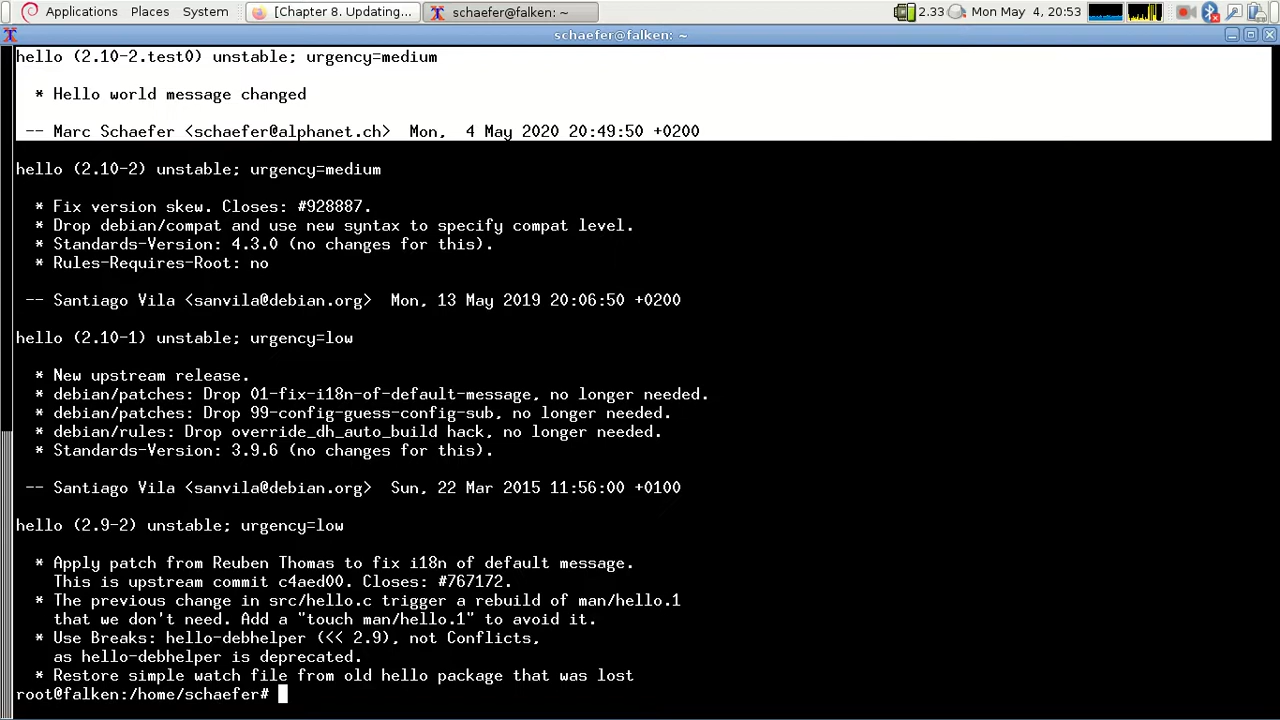 Applications Places System [Chapter 8. Updating... schaefer@falken: ~ 2.33 Mon May 4, 20:53
schaefer@falken: ~
hello (2.10-2.test0) unstable; urgency=medium
* Hello world message changed
-- Marc Schaefer <schaefer@alphanet.ch>  Mon,  4 May 2020 20:49:50 +0200
hello (2.10-2) unstable; urgency=medium
* Fix version skew. Closes: #928887.
* Drop debian/compat and use new syntax to specify compat level.
* Standards-Version: 4.3.0 (no changes for this).
* Rules-Requires-Root: no
-- Santiago Vila <sanvila@debian.org>  Mon, 13 May 2019 20:06:50 +0200
hello (2.10-1) unstable; urgency=low
* New upstream release.
* debian/patches: Drop 01-fix-i18n-of-default-message, no longer needed.
* debian/patches: Drop 99-config-guess-config-sub, no longer needed.
* debian/rules: Drop override_dh_auto_build hack, no longer needed.
* Standards-Version: 3.9.6 (no changes for this).
-- Santiago Vila <sanvila@debian.org>  Sun, 22 Mar 2015 11:56:00 +0100
hello (2.9-2) unstable; urgency=low
* Apply patch from Reuben Thomas to fix i18n of default message.
This is upstream commit c4aed00. Closes: #767172.
* The previous change in src/hello.c trigger a rebuild of man/hello.1
that we don't need. Add a "touch man/hello.1" to avoid it.
* Use Breaks: hello-debhelper (<< 2.9), not Conflicts,
as hello-debhelper is deprecated.
* Restore simple watch file from old hello package that was lost
root@falken:/home/schaefer#